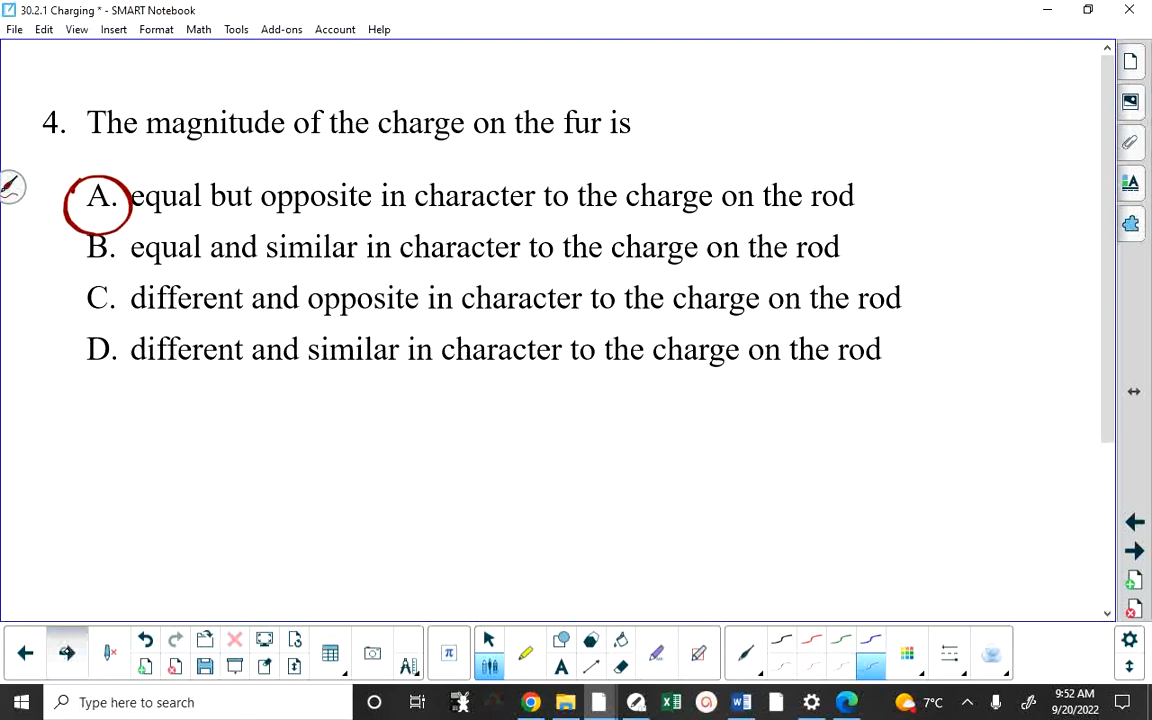 30.2.1 Charging * - SMART Notebook
File Edit View Insert Format Math Tools Add-ons Account Help
4. The magnitude of the charge on the fur is
A. equal but opposite in character to the charge on the rod
B. equal and similar in character to the charge on the rod
C. different and opposite in character to the charge on the rod
D. different and similar in character to the charge on the rod
Type here to search
7°C
9:52 AM
9/20/2022